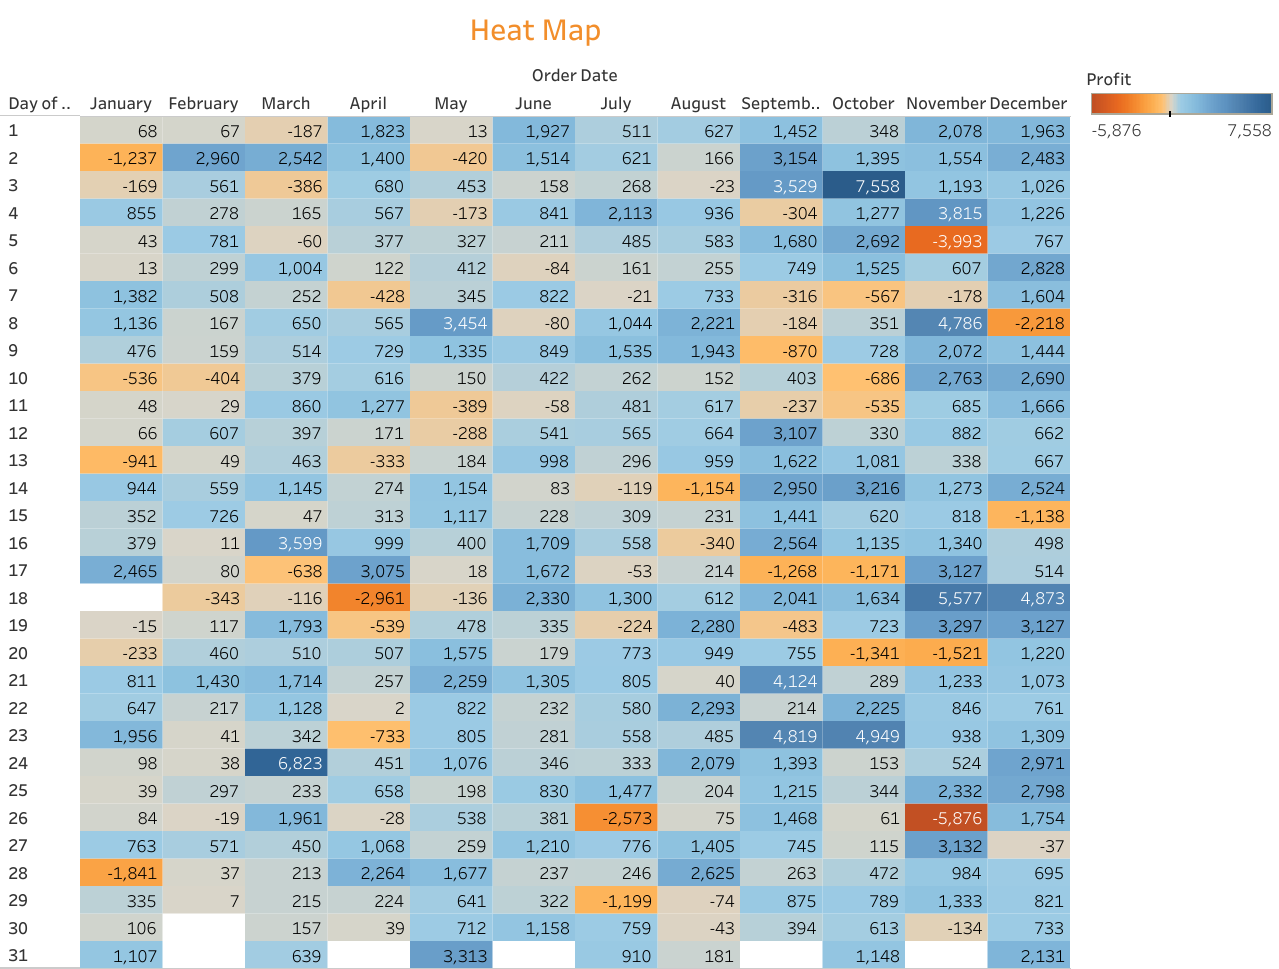 Heat Map
Order Date
Profit
Day of .. January February March April May June July August Septemb.. October November December
-5,876 7,558
1 68 67 -187 1,823 13 1,927 511 627 1,452 348 2,078 1,963
2 -1,237 2,960 2,542 1,400 -420 1,514 621 166 3,154 1,395 1,554 2,483
3 -169 561 -386 680 453 158 268 -23 3,529 7,558 1,193 1,026
4 855 278 165 567 -173 841 2,113 936 -304 1,277 3,815 1,226
5 43 781 -60 377 327 211 485 583 1,680 2,692 -3,993 767
6 13 299 1,004 122 412 -84 161 255 749 1,525 607 2,828
7 1,382 508 252 -428 345 822 -21 733 -316 -567 -178 1,604
8 1,136 167 650 565 3,454 -80 1,044 2,221 -184 351 4,786 -2,218
9 476 159 514 729 1,335 849 1,535 1,943 -870 728 2,072 1,444
10 -536 -404 379 616 150 422 262 152 403 -686 2,763 2,690
11 48 29 860 1,277 -389 -58 481 617 -237 -535 685 1,666
12 66 607 397 171 -288 541 565 664 3,107 330 882 662
13 -941 49 463 -333 184 998 296 959 1,622 1,081 338 667
14 944 559 1,145 274 1,154 83 -119 -1,154 2,950 3,216 1,273 2,524
15 352 726 47 313 1,117 228 309 231 1,441 620 818 -1,138
16 379 11 3,599 999 400 1,709 558 -340 2,564 1,135 1,340 498
17 2,465 80 -638 3,075 18 1,672 -53 214 -1,268 -1,171 3,127 514
18 -343 -116 -2,961 -136 2,330 1,300 612 2,041 1,634 5,577 4,873
19 -15 117 1,793 -539 478 335 -224 2,280 -483 723 3,297 3,127
20 -233 460 510 507 1,575 179 773 949 755 -1,341 -1,521 1,220
21 811 1,430 1,714 257 2,259 1,305 805 40 4,124 289 1,233 1,073
22 647 217 1,128 2 822 232 580 2,293 214 2,225 846 761
23 1,956 41 342 -733 805 281 558 485 4,819 4,949 938 1,309
24 98 38 6,823 451 1,076 346 333 2,079 1,393 153 524 2,971
25 39 297 233 658 198 830 1,477 204 1,215 344 2,332 2,798
26 84 -19 1,961 -28 538 381 -2,573 75 1,468 61 -5,876 1,754
27 763 571 450 1,068 259 1,210 776 1,405 745 115 3,132 -37
28 -1,841 37 213 2,264 1,677 237 246 2,625 263 472 984 695
29 335 7 215 224 641 322 -1,199 -74 875 789 1,333 821
30 106 157 39 712 1,158 759 -43 394 613 -134 733
31 1,107 639 3,313 910 181 1,148 2,131